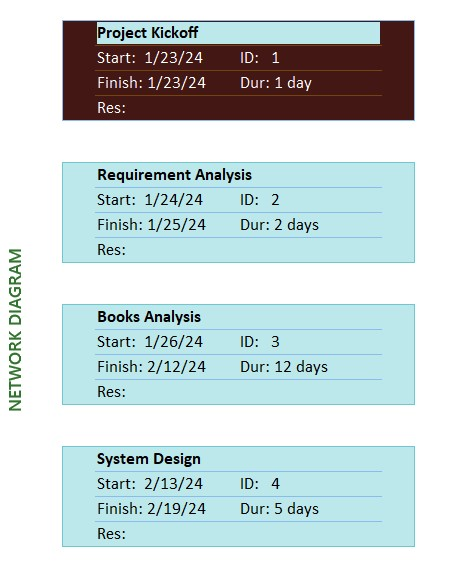 Project Kickoff
Start: 1/23/24 ID: 1
Finish: 1/23/24 Dur: 1 day
Res:
Requirement Analysis
Start: 1/24/24 ID: 2
Finish: 1/25/24 Dur: 2 days
Res:
Books Analysis
Start: 1/26/24 ID: 3
Finish: 2/12/24 Dur: 12 days
Res:
System Design
Start: 2/13/24 ID: 4
Finish: 2/19/24 Dur: 5 days
Res:
NETWORK DIAGRAM